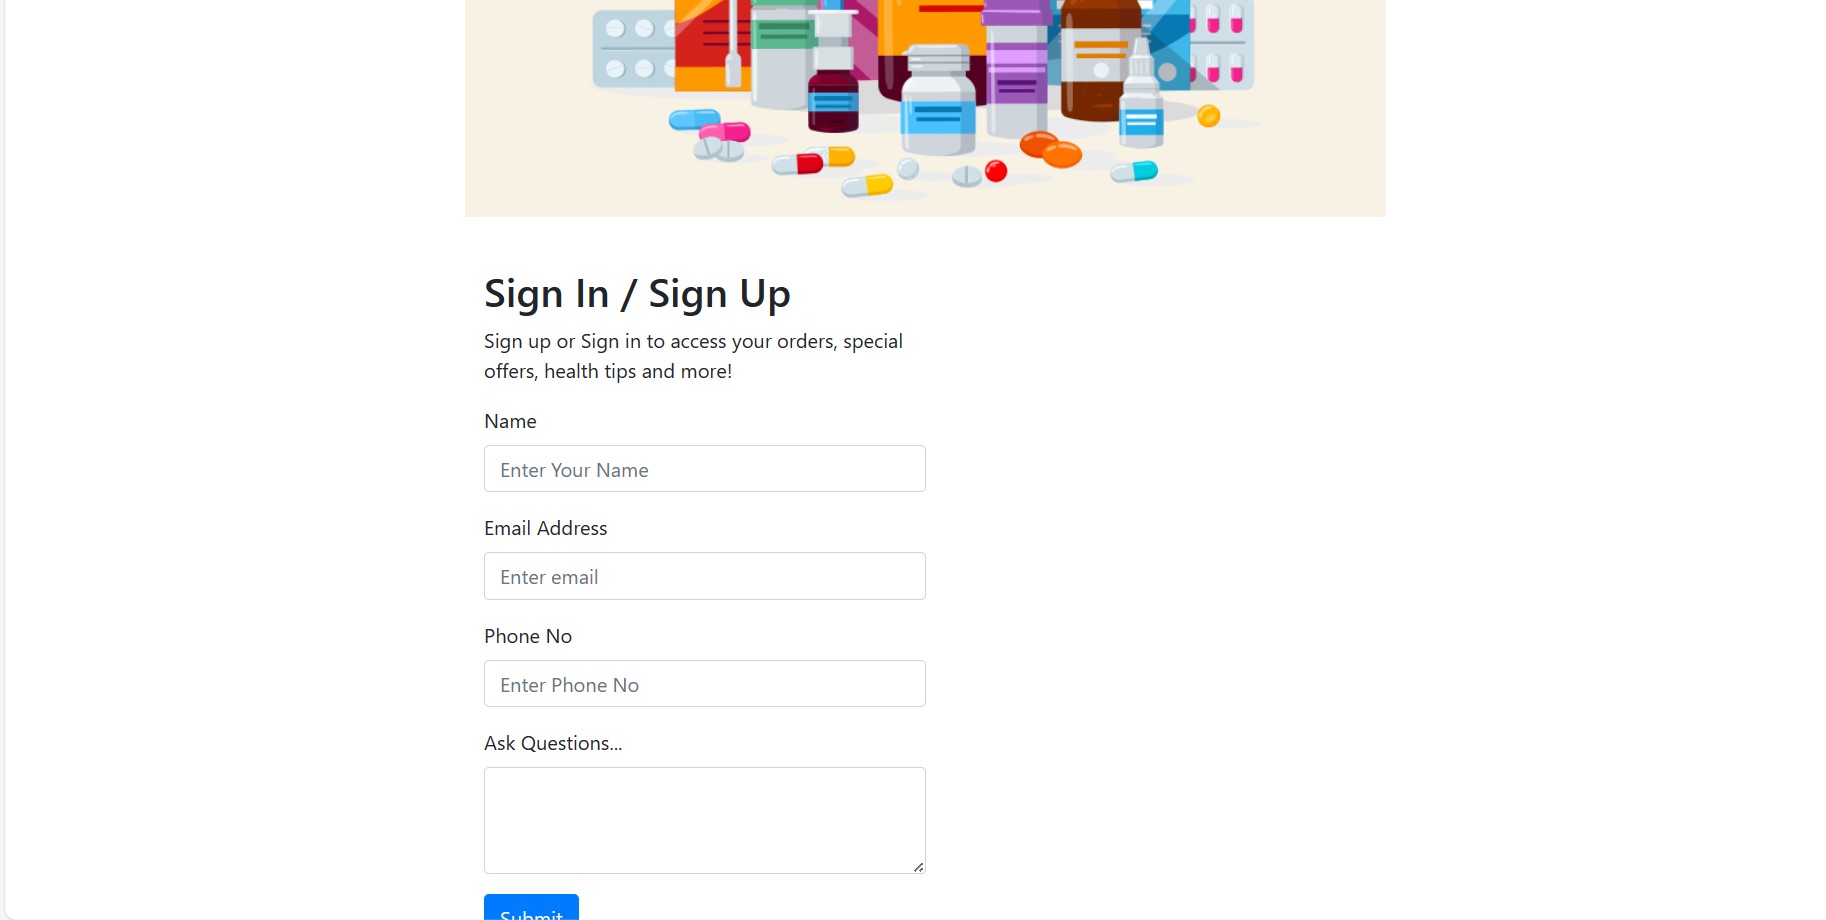 Sign In / Sign Up
Sign up or Sign in to access your orders, special
offers, health tips and more!
Name
Enter Your Name
Email Address
Enter email
Phone No
Enter Phone No
Ask Questions...
Submit